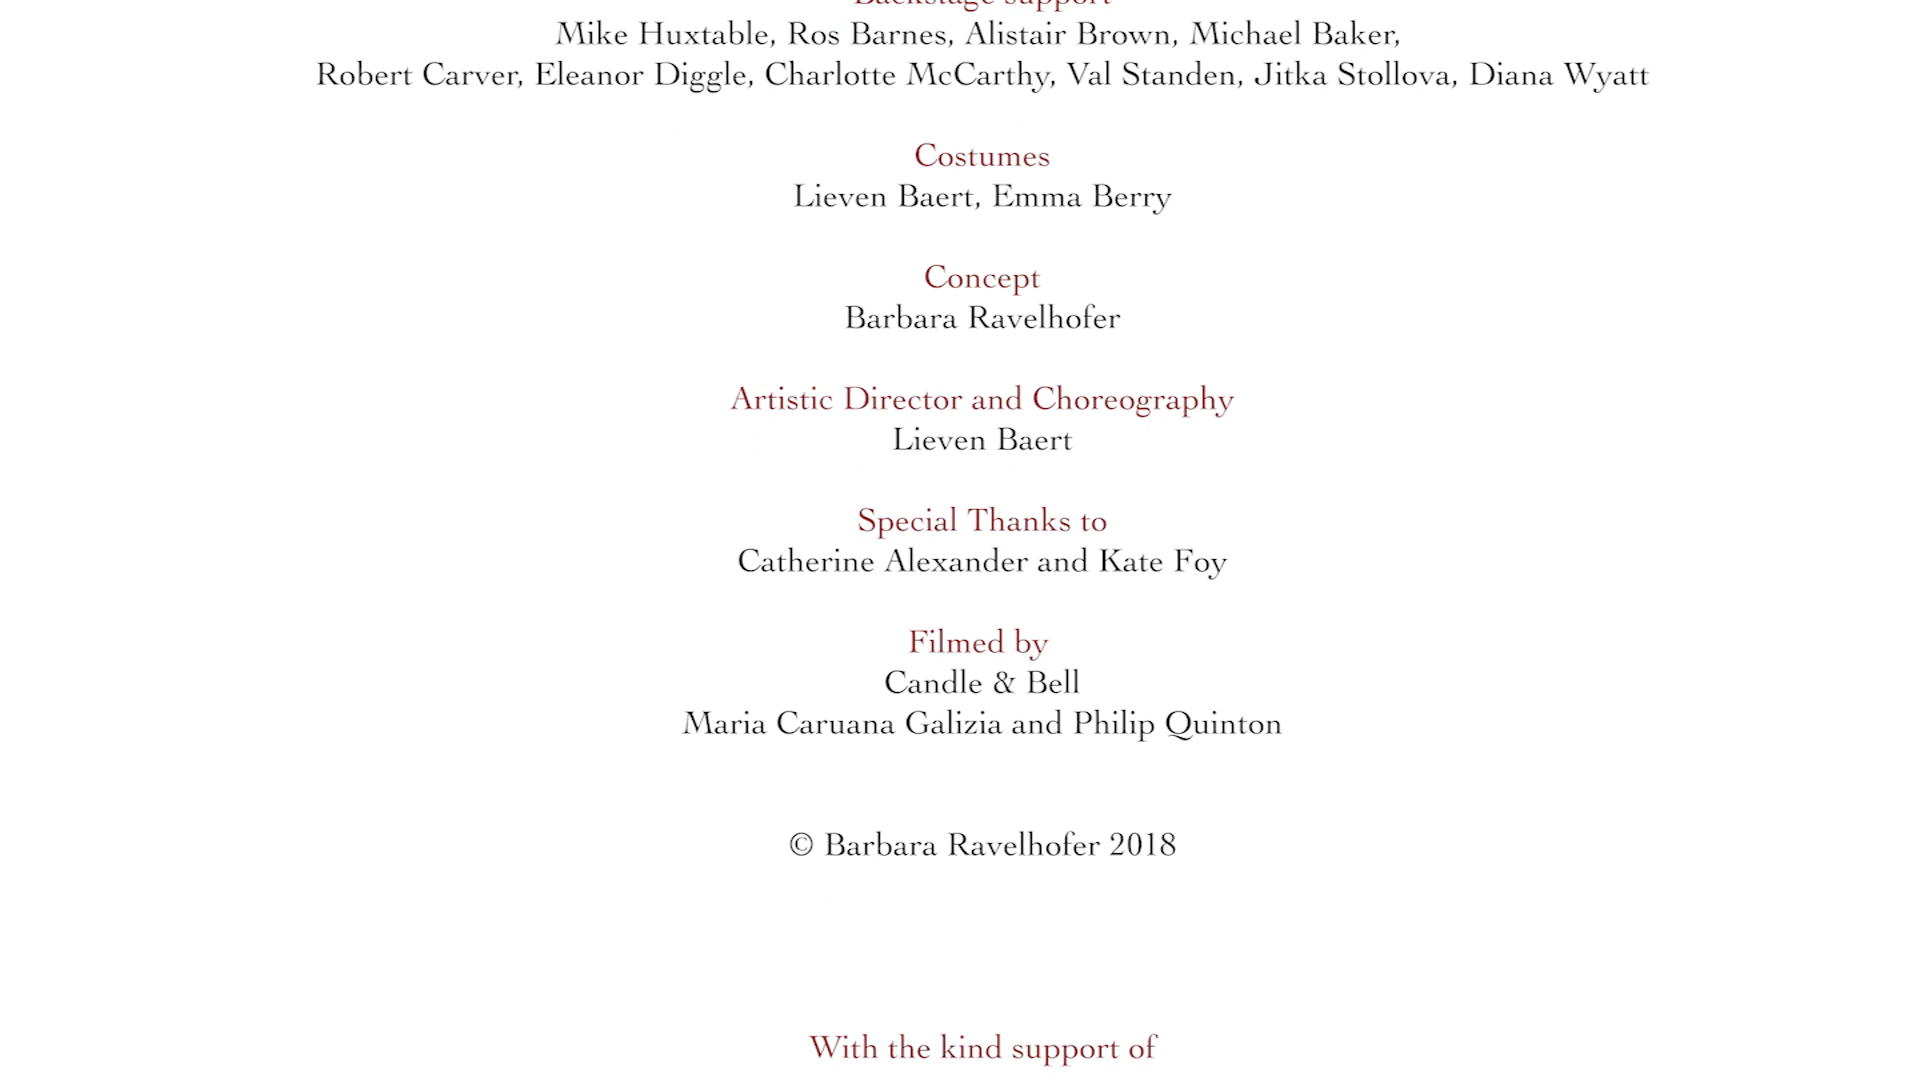 Backstage support
Mike Huxtable, Ros Barnes, Alistair Brown, Michael Baker,
Robert Carver, Eleanor Diggle, Charlotte McCarthy, Val Standen, Jitka Stollova, Diana Wyatt
Costumes
Lieven Baert, Emma Berry
Concept
Barbara Ravelhofer
Artistic Director and Choreography
Lieven Baert
Special Thanks to
Catherine Alexander and Kate Foy
Filmed by
Candle & Bell
Maria Caruana Galizia and Philip Quinton
© Barbara Ravelhofer 2018
With the kind support of